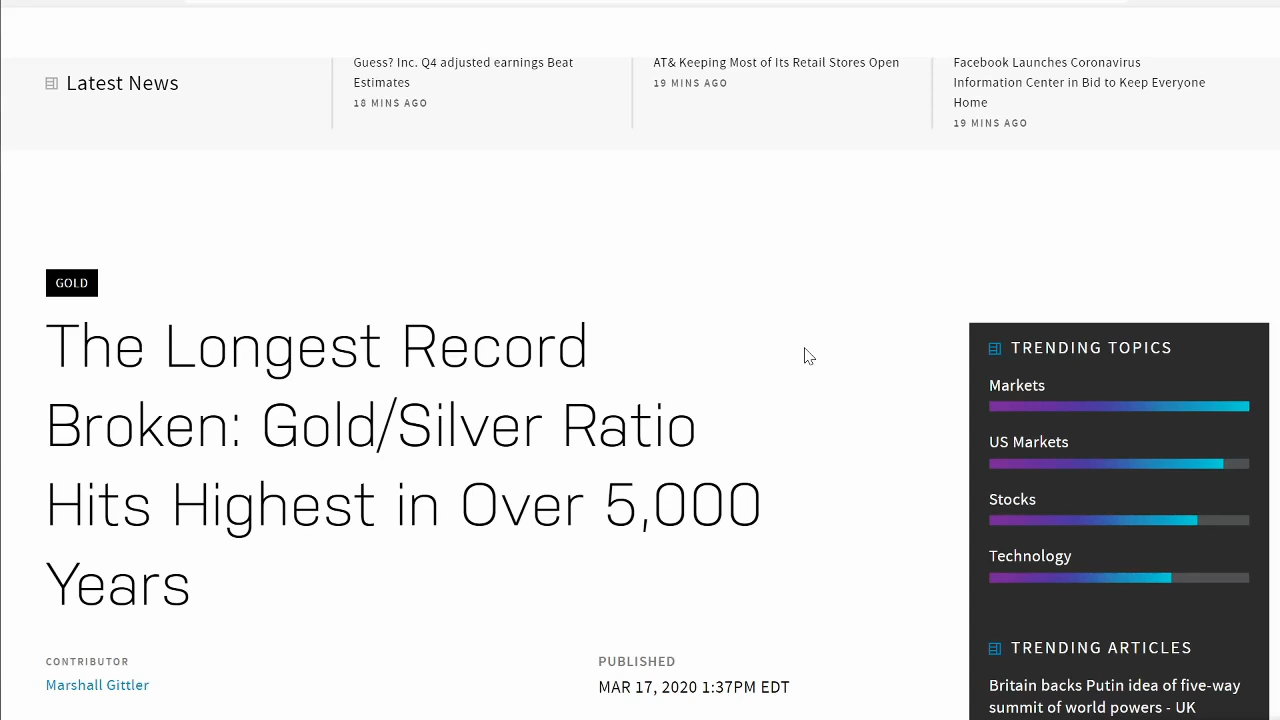 Latest News
Guess? Inc. Q4 adjusted earnings Beat
Estimates
18 MINS AGO
AT& Keeping Most of Its Retail Stores Open
19 MINS AGO
Facebook Launches Coronavirus
Information Center in Bid to Keep Everyone
Home
19 MINS AGO
GOLD
The Longest Record
Broken: Gold/Silver Ratio
Hits Highest in Over 5,000
Years
CONTRIBUTOR
Marshall Gittler
PUBLISHED
MAR 17, 2020 1:37PM EDT
TRENDING TOPICS
Markets
US Markets
Stocks
Technology
TRENDING ARTICLES
Britain backs Putin idea of five-way
summit of world powers - UK